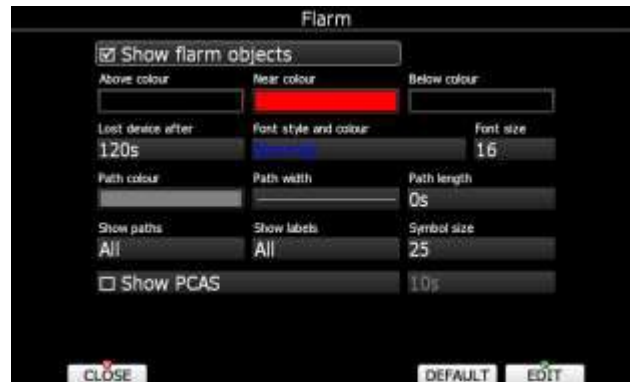 Flarm
Show flarm objects
Above colour Near colour Below colour
Lost device after Font style and colour Font size
120s Normal 16
Path colour Path width Path length
0s
Show paths Show labels Symbol size
All All 25
Show PCAS 10s
CLOSE DEFAULT EDIT